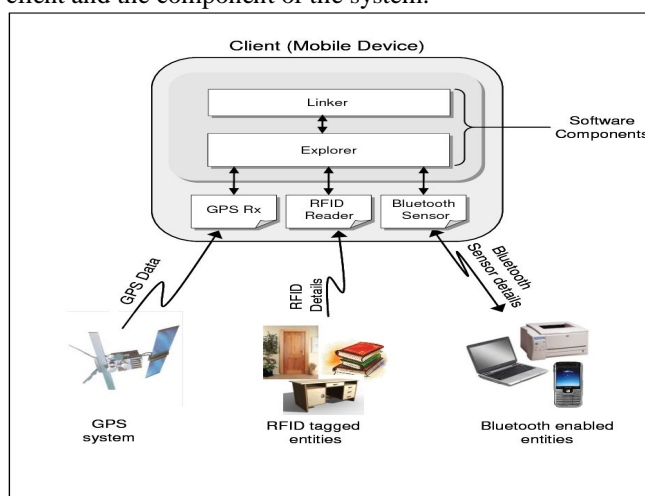 client and the component of the system.
Client (Mobile Device)
Linker
Software
Components
Explorer
GPS Rx
RFID
Reader
Bluetooth
Sensor
GPS Data
RFID
Details
Bluetooth
Sensor details
GPS
system
RFID tagged
entities
Bluetooth enabled
entities